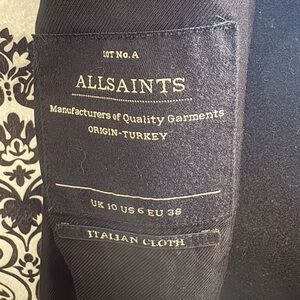 LOT No. A
ALLSAINTS
Manufacturers of Quality Garments
ORIGIN-TURKEY
UK 10 US 6 EU 38
ITALIAN CLOTH